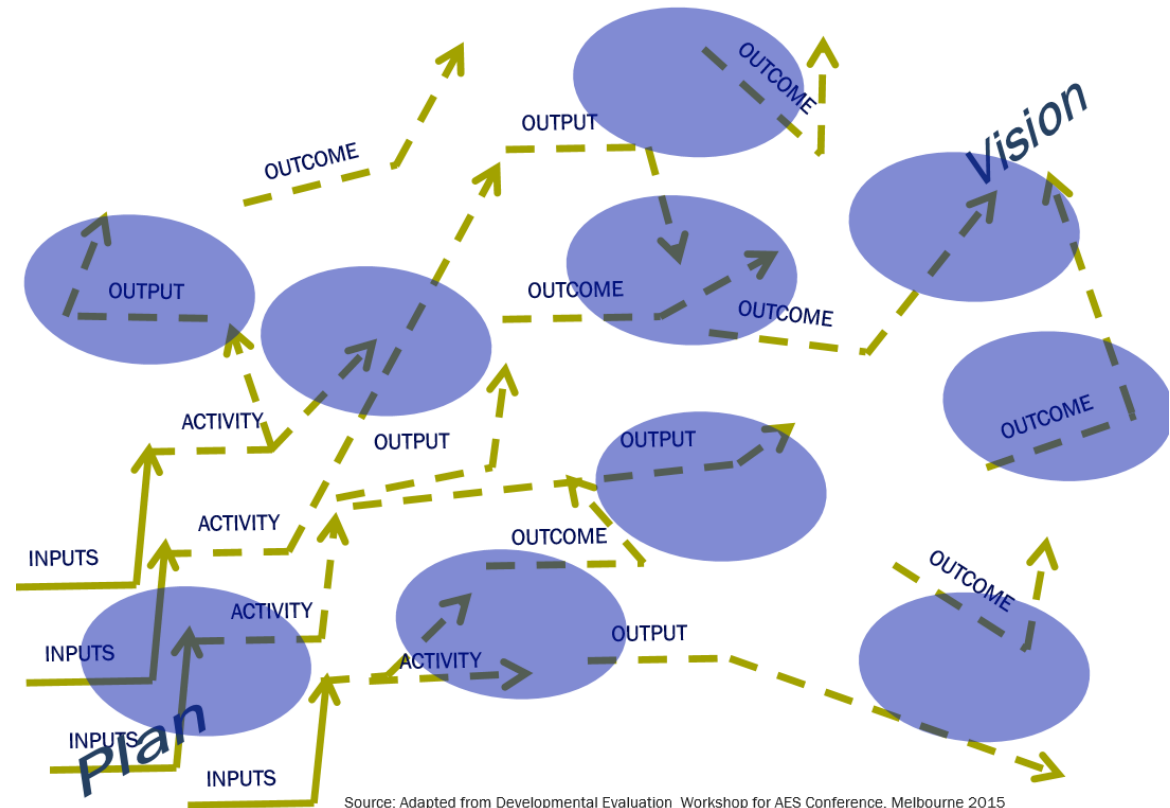 OUTCOME
OUTPUT
OUTCOME
Vision
OUTPUT
OUTCOME
OUTCOME
ACTIVITY
OUTPUT
OUTPUT
OUTCOME
ACTIVITY
OUTCOME
INPUTS
OUTCOME
ACTIVITY
INPUTS
ACTIVITY
OUTPUT
INPUTS
Plan
INPUTS
Source: Adapted from Developmental Evaluation Workshop for AES Conference, Melbourne 2015